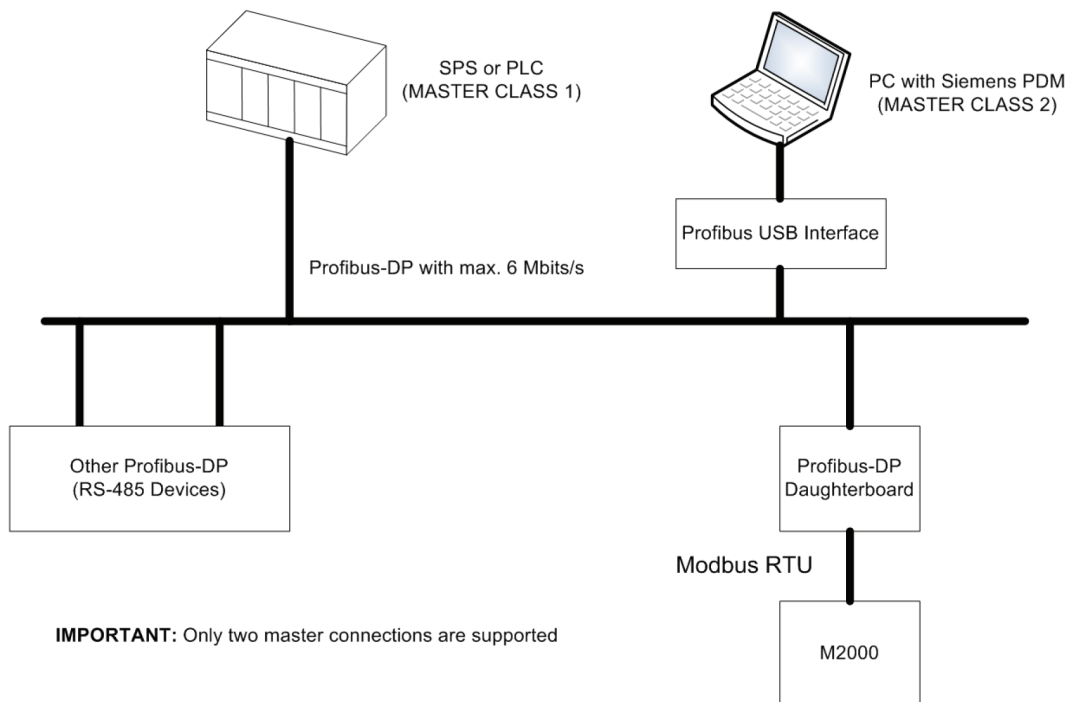 SPS or PLC
(MASTER CLASS 1)
PC with Siemens PDM
(MASTER CLASS 2)
Profibus USB Interface
Profibus-DP with max. 6 Mbits/s
Other Profibus-DP
(RS-485 Devices)
Profibus-DP
Daughterboard
Modbus RTU
IMPORTANT: Only two master connections are supported
M2000